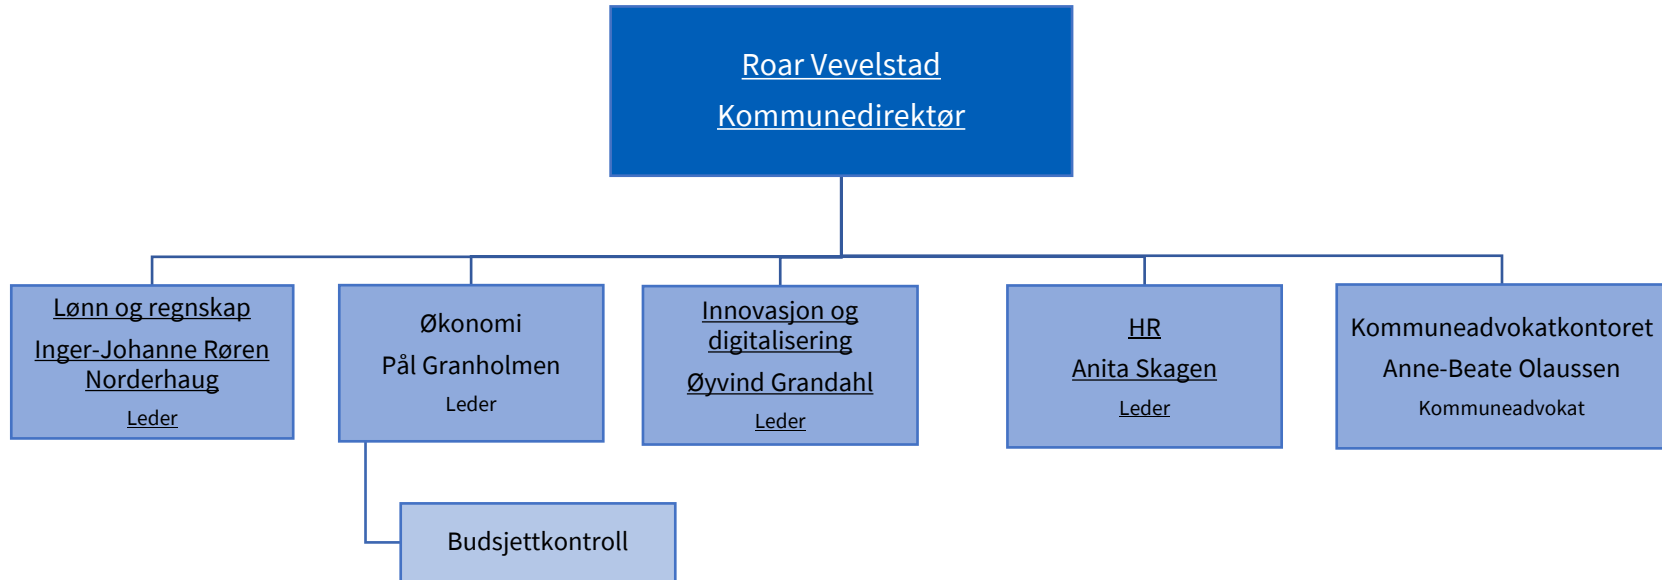 Roar Vevelstad
Kommunedirektør
Lønn og regnskap
Inger-Johanne Røren
Norderhaug
Leder
Økonomi
Pål Granholmen
Leder
Innovasjon og
digitalisering
Øyvind Grandahl
Leder
HR
Anita Skagen
Leder
Kommuneadvokatkontoret
Anne-Beate Olaussen
Kommuneadvokat
Budsjettkontroll